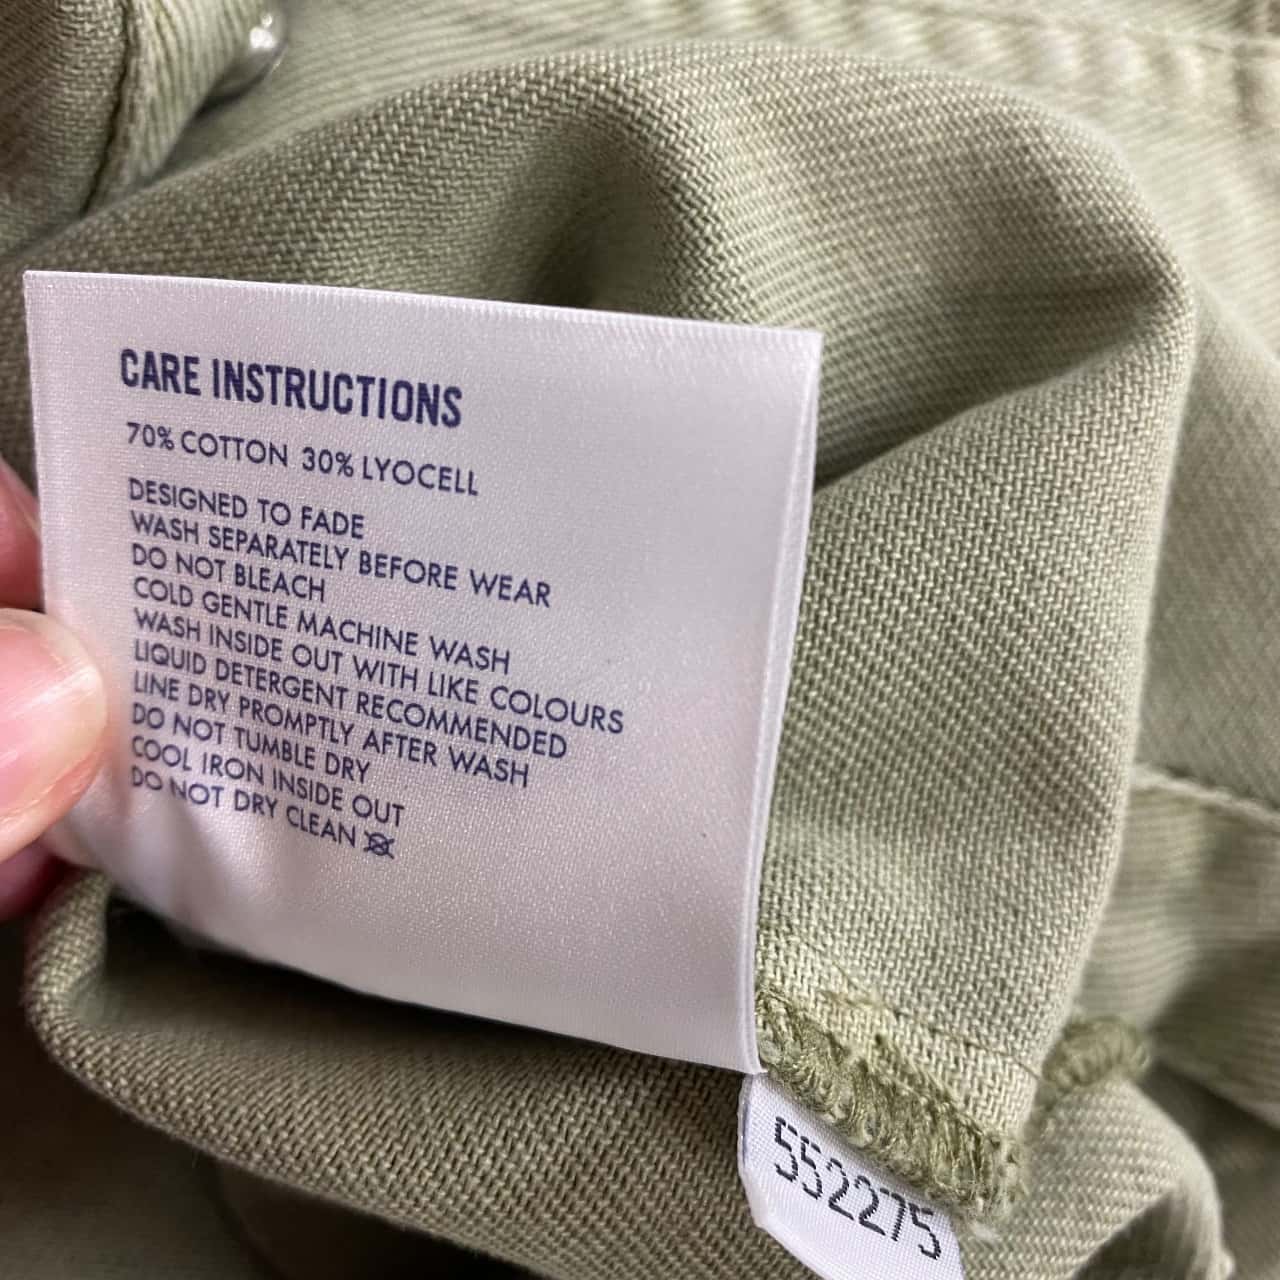 CARE INSTRUCTIONS
70% COTTON 30% LYOCELL
DESIGNED TO FADE
WASH SEPARATELY BEFORE WEAR
DO NOT BLEACH
COLD GENTLE MACHINE WASH
WASH INSIDE OUT WITH LIKE COLOURS
LIQUID DETERGENT RECOMMENDED
LINE DRY PROMPTLY AFTER WASH
DO NOT TUMBLE DRY
COOL IRON INSIDE OUT
DO NOT DRY CLEAN
552275